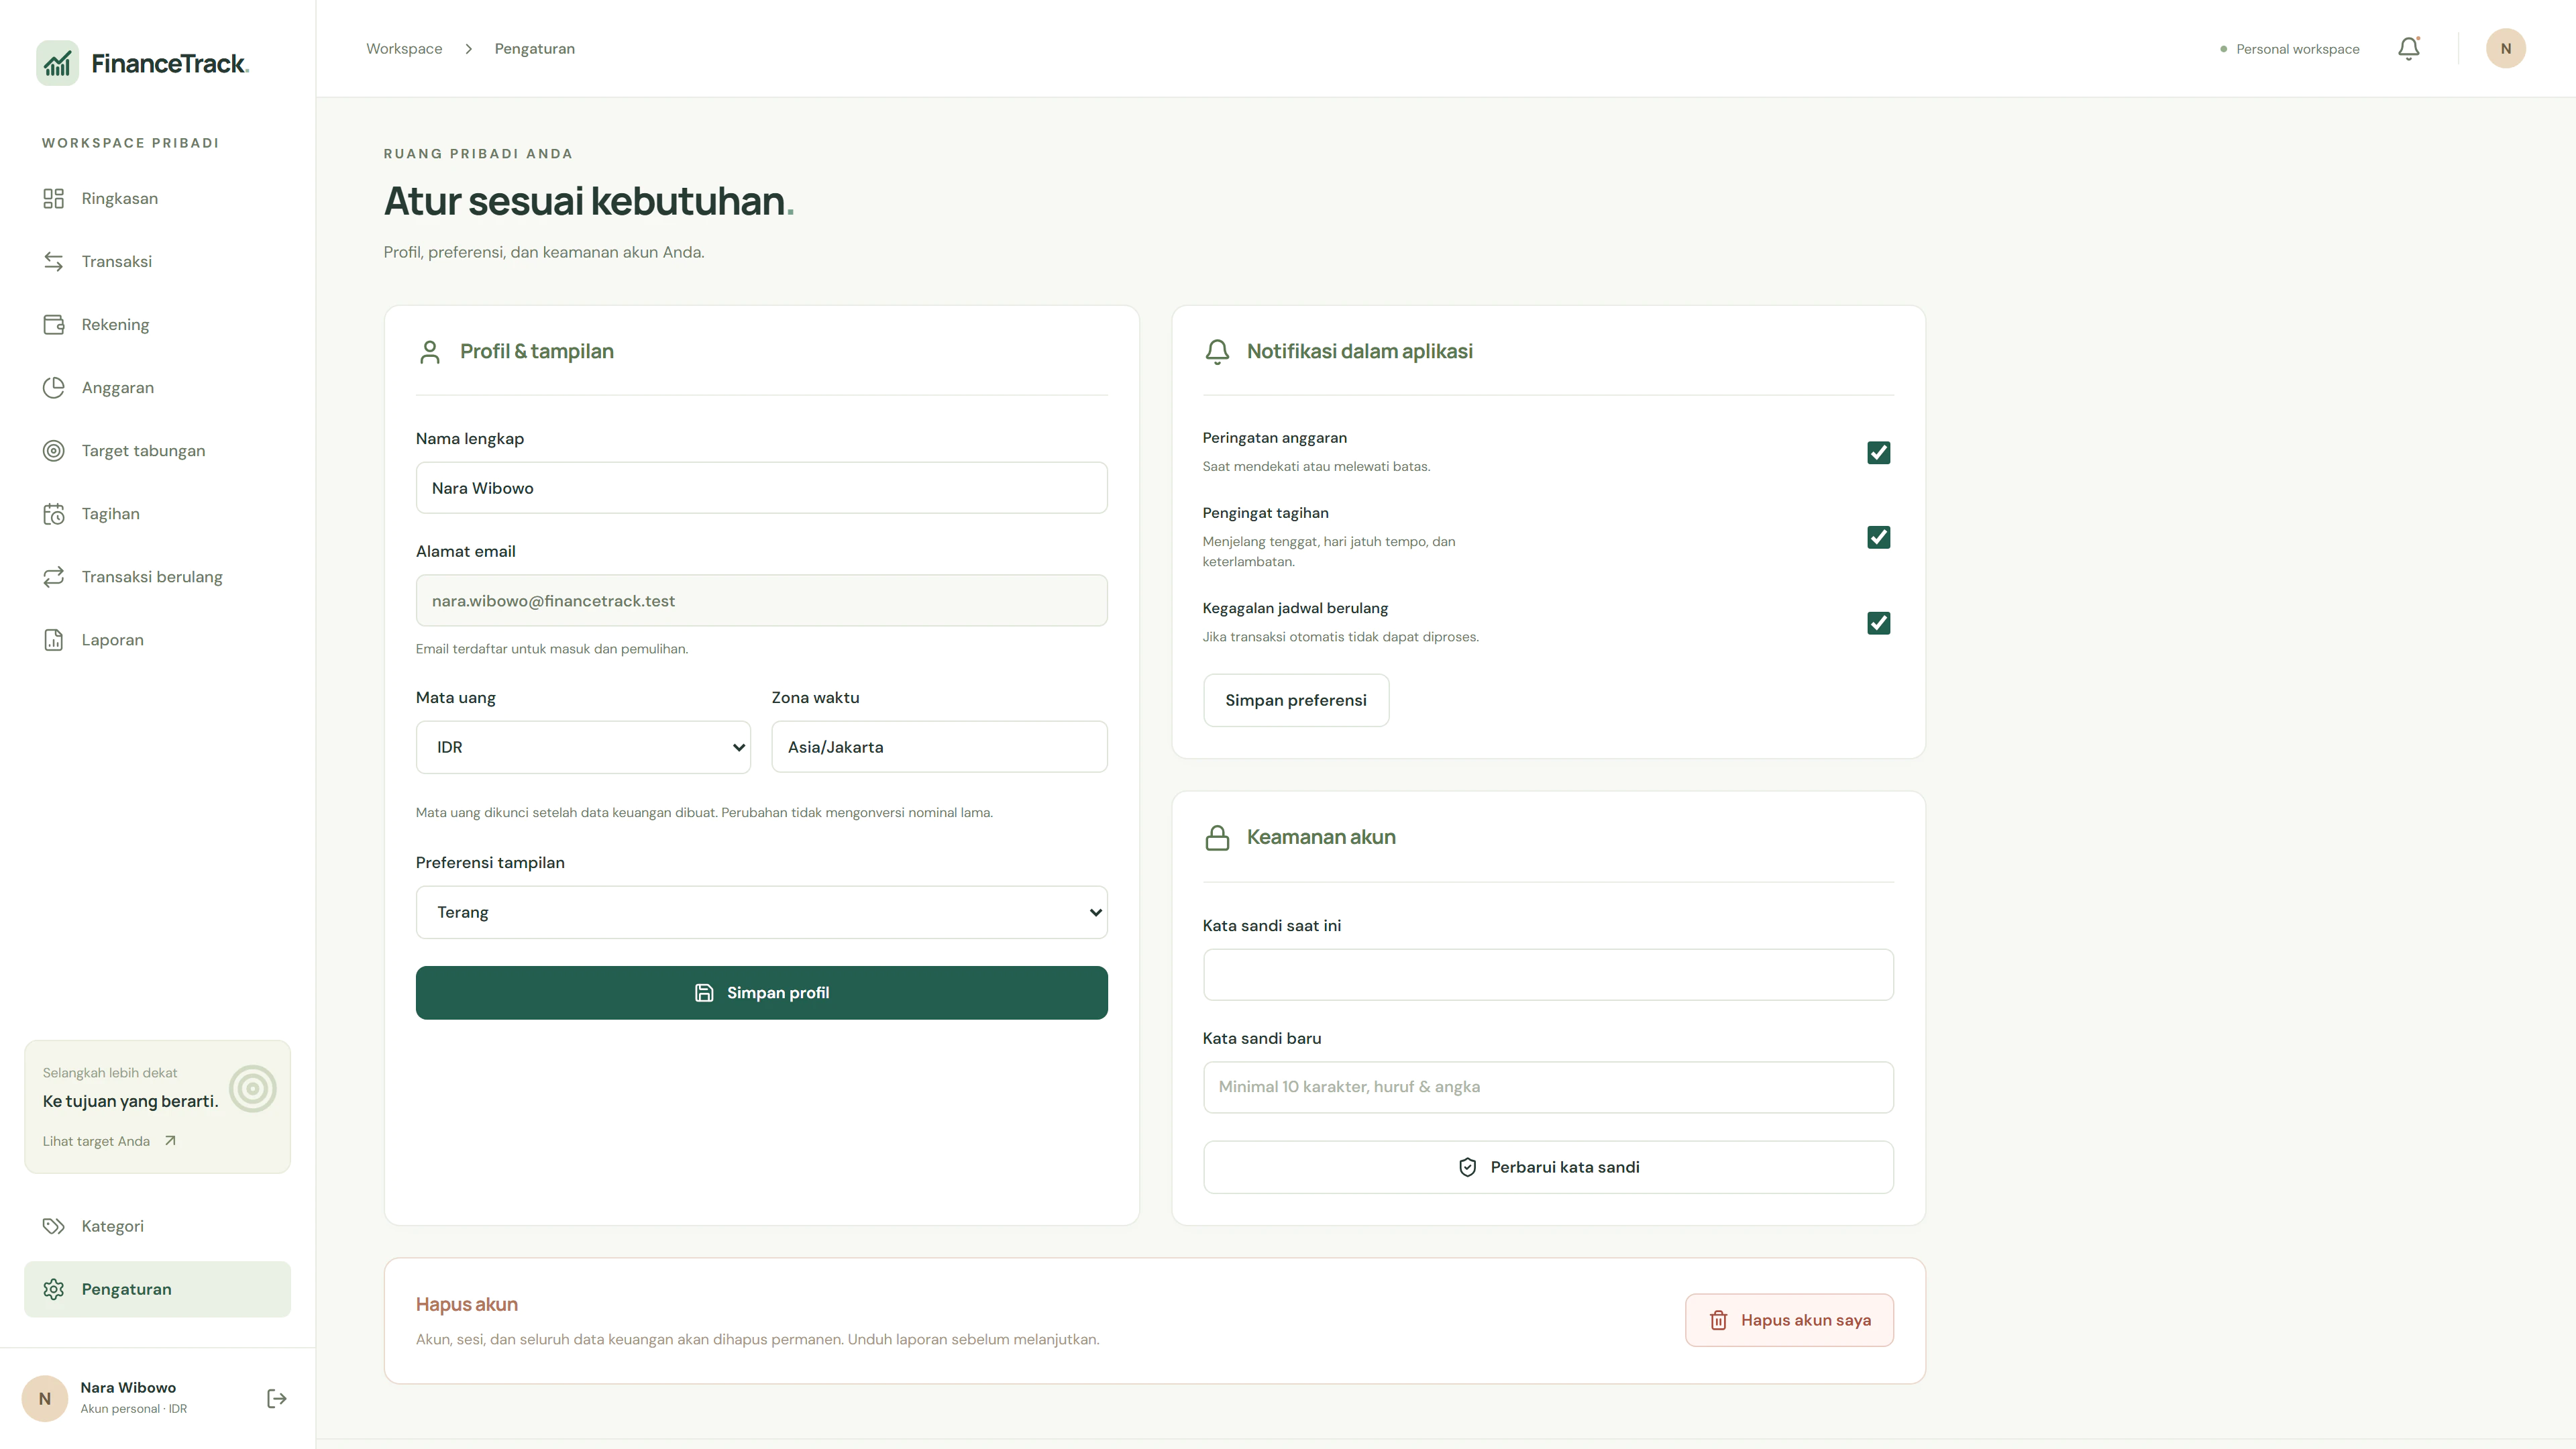 FinanceTrack.
WORKSPACE PRIBADI
Ringkasan
Transaksi
Rekening
Anggaran
Target tabungan
Tagihan
Transaksi berulang
Laporan
Selangkah lebih dekat
Ke tujuan yang berarti.
Lihat target Anda
Kategori
Pengaturan
N
Nara Wibowo
Akun personal · IDR
Workspace
Pengaturan
Personal workspace
N
RUANG PRIBADI ANDA
Atur sesuai kebutuhan.
Profil, preferensi, dan keamanan akun Anda.
Profil & tampilan
Nama lengkap
Nara Wibowo
Alamat email
nara.wibowo@financetrack.test
Email terdaftar untuk masuk dan pemulihan.
Mata uang
Zona waktu
IDR
Asia/Jakarta
Mata uang dikunci setelah data keuangan dibuat. Perubahan tidak mengonversi nominal lama.
Preferensi tampilan
Terang
Simpan profil
Notifikasi dalam aplikasi
Peringatan anggaran
Saat mendekati atau melewati batas.
Pengingat tagihan
Menjelang tenggat, hari jatuh tempo, dan
keterlambatan.
Kegagalan jadwal berulang
Jika transaksi otomatis tidak dapat diproses.
Simpan preferensi
Keamanan akun
Kata sandi saat ini
Kata sandi baru
Minimal 10 karakter, huruf & angka
Perbarui kata sandi
Hapus akun
Akun, sesi, dan seluruh data keuangan akan dihapus permanen. Unduh laporan sebelum melanjutkan.
Hapus akun saya